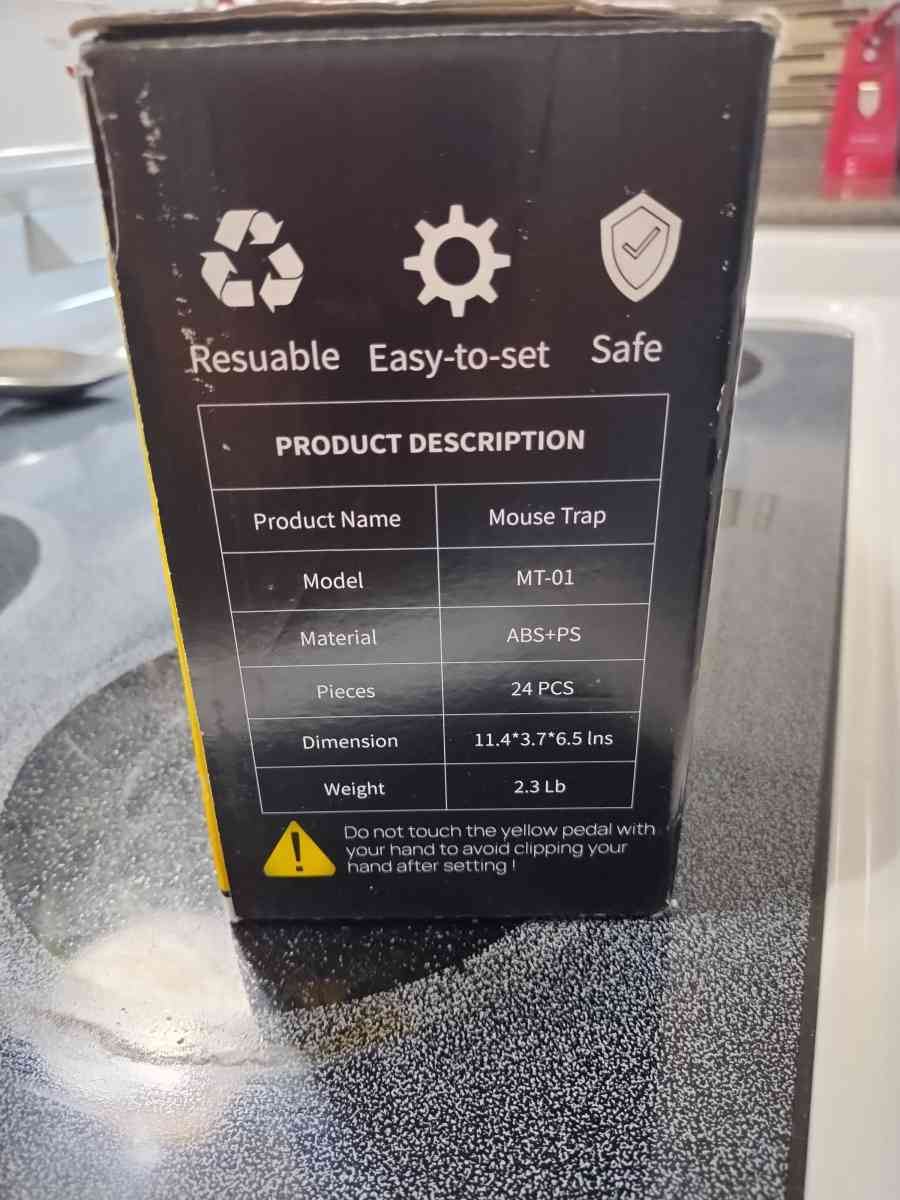 Resuable Easy-to-set Safe
PRODUCT DESCRIPTION
Product Name Mouse Trap
Model MT-01
Material ABS+PS
Pieces 24 PCS
Dimension 11.4*3.7*6.5 lns
Weight 2.3 Lb
Do not touch the yellow pedal with
your hand to avoid clipping your
hand after setting !